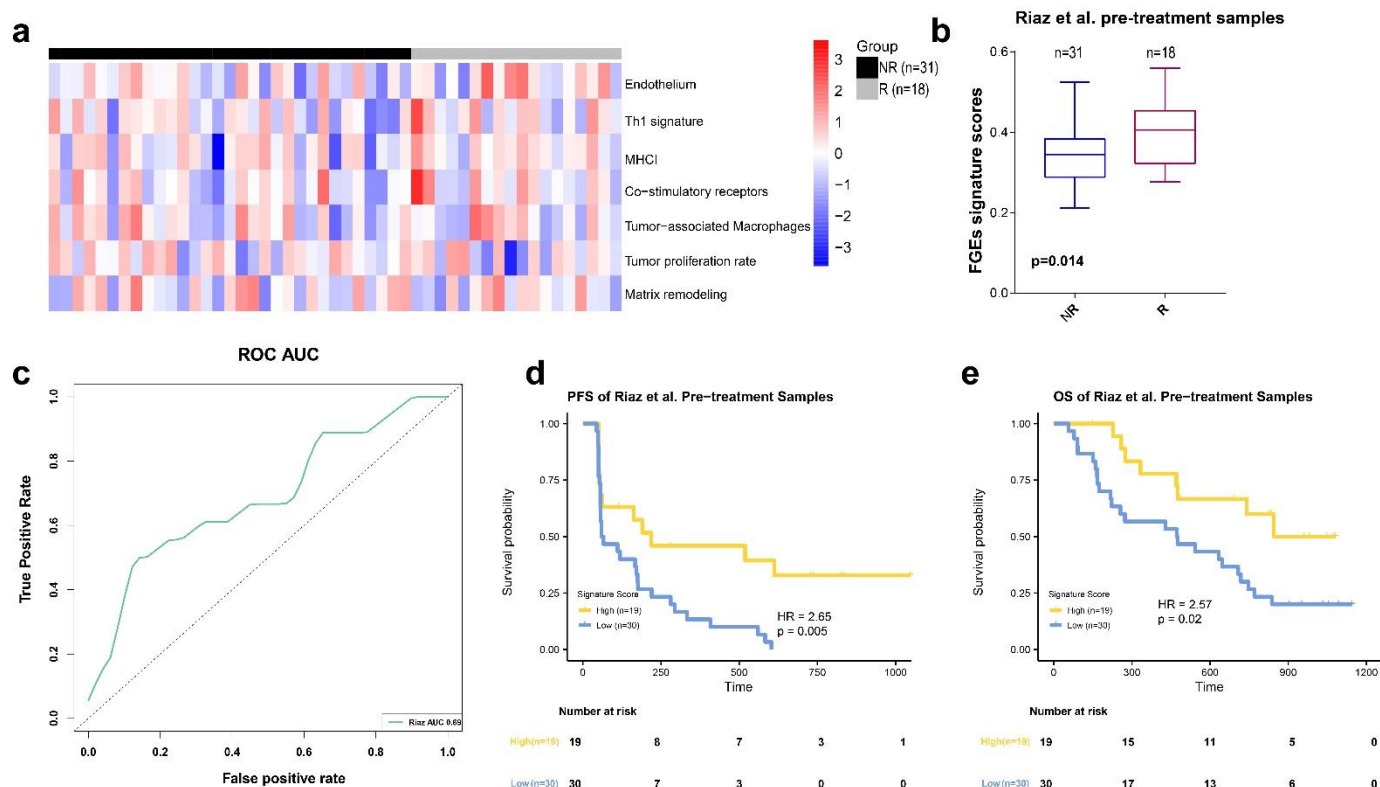 a
3
2
1
0
-1
-2
-3
Group
NR (n=31)
R (n=18)
Endothelium
Th1 signature
MHCI
Co-stimulatory receptors
Tumor-associated Macrophages
Tumor proliferation rate
Matrix remodeling
b
Riaz et al. pre-treatment samples
FGEs signature scores
0.6
0.4
0.2
0.0
n=31
n=18
p=0.014
NR
R
c
ROC AUC
True Positive Rate
1.0
0.8
0.6
0.4
0.2
0.0
Riaz AUC 0.69
0.0 0.2 0.4 0.6 0.8 1.0
False positive rate
d
PFS of Riaz et al. Pre-treatment Samples
Survival probability
1.00
0.75
0.50
0.25
0.00
Signature Score
High (n=19)
Low (n=30)
HR = 2.65
p = 0.005
0 250 500 750 1000
Time
Number at risk
High(n=19) 19 8 7 3 1
Low(n=30) 30 7 3 0 0
e
OS of Riaz et al. Pre-treatment Samples
Survival probability
1.00
0.75
0.50
0.25
0.00
Signature Score
High (n=19)
Low (n=30)
HR = 2.57
p = 0.02
0 300 600 900 1200
Time
Number at risk
High(n=19) 19 15 11 5 0
Low(n=30) 30 17 13 6 0